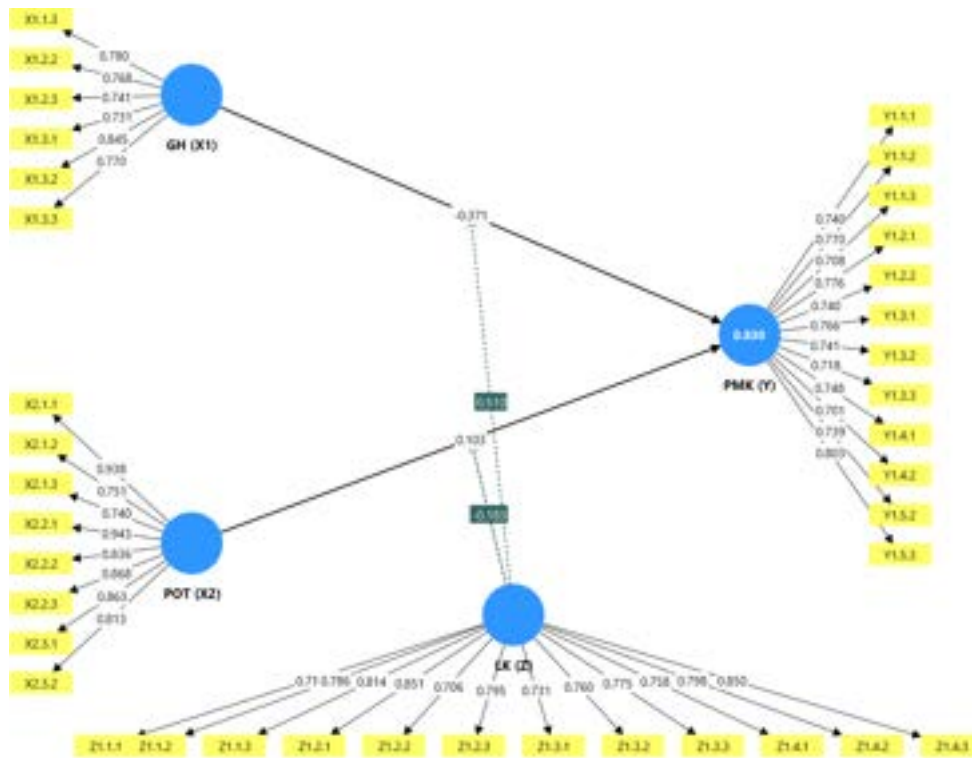 X1.1.3
X1.2.2
X1.2.3
X1.3.1
X1.3.2
X1.3.3
0.768
0.741
0.731
0.845
0.770
GH (X1)
-0.371
Y1.1.1
Y1.1.2
Y1.1.3
Y1.2.1
Y1.2.2
Y1.3.1
Y1.3.2
Y1.3.3
Y1.4.1
Y1.4.2
Y1.5.2
Y1.5.3
0.740
0.770
0.708
0.776
0.740
0.766
0.741
0.718
0.748
0.701
0.739
0.803
PMK (Y)
X2.1.1
X2.1.2
X2.1.3
X2.2.1
X2.2.2
X2.2.3
X2.3.1
X2.3.2
0.938
0.751
0.740
0.943
0.836
0.868
0.863
0.813
POT (X2)
0.103
LK (Z)
0.786
0.814
0.851
0.706
0.795
0.731
0.760
0.775
0.758
0.798
0.850
Z1.1.1
Z1.1.2
Z1.1.3
Z1.2.1
Z1.2.2
Z1.2.3
Z1.3.1
Z1.3.2
Z1.3.3
Z1.4.1
Z1.4.2
Z1.4.3